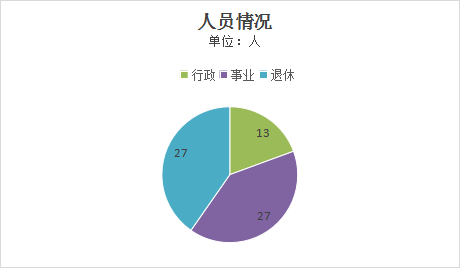 人员情况
单位：人
行政 事业 退休
13
27
27